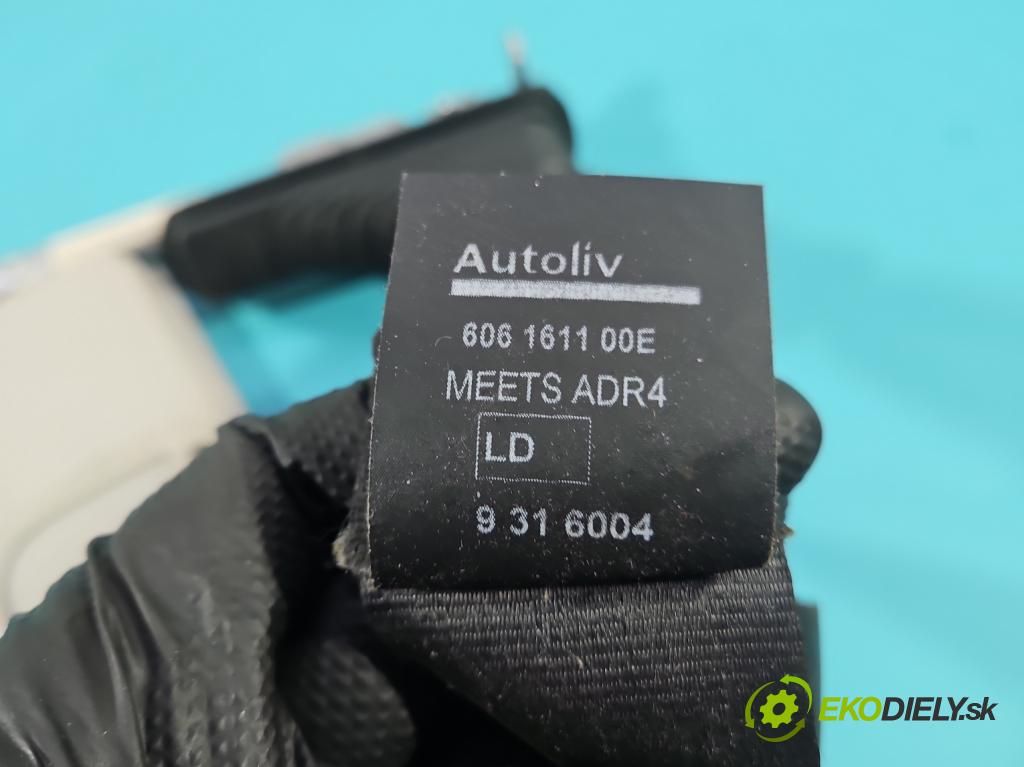 Autoliv
606 1611 00E
MEETS ADR4
LD
9 31 6004
EKODIELY.sk